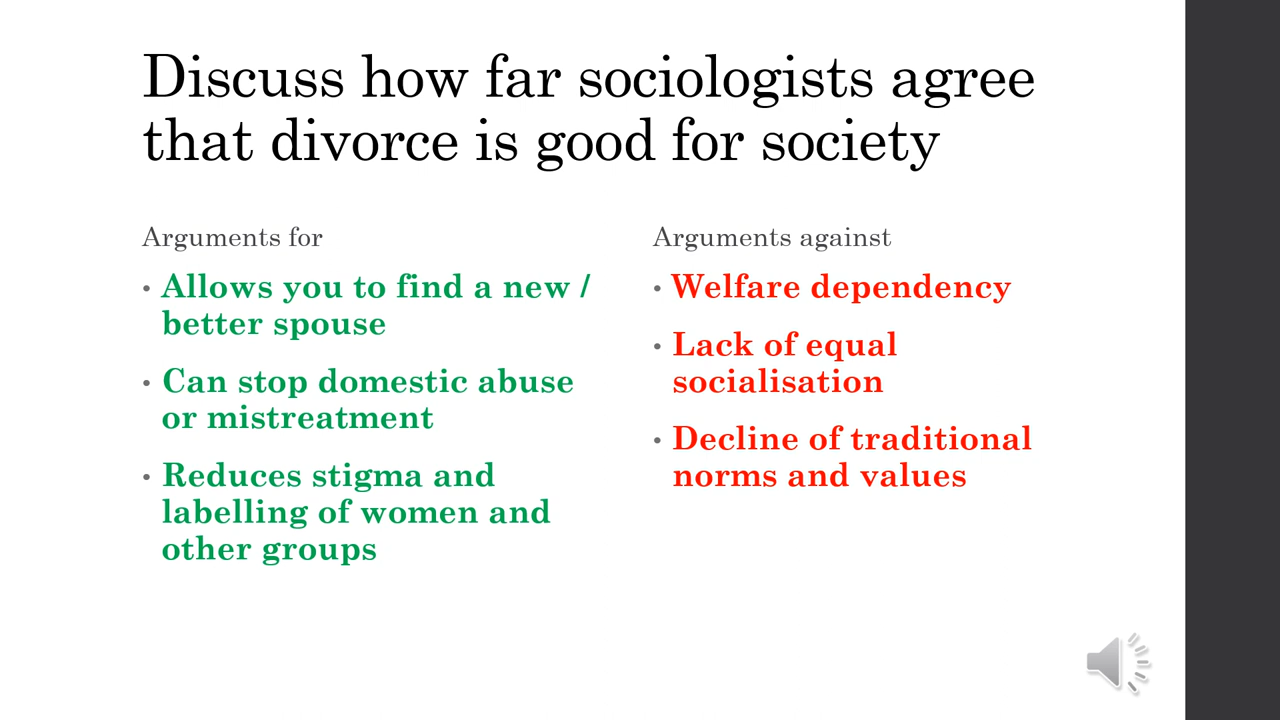 Discuss how far sociologists agree
that divorce is good for society
Arguments for
• Allows you to find a new /
better spouse
• Can stop domestic abuse
or mistreatment
• Reduces stigma and
labelling of women and
other groups
Arguments against
• Welfare dependency
• Lack of equal
socialisation
• Decline of traditional
norms and values